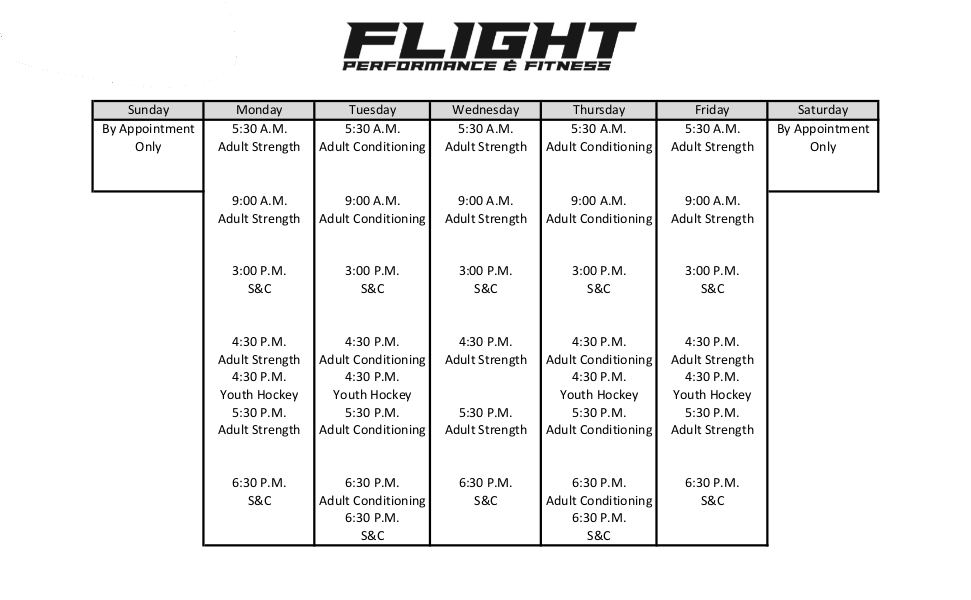 FLIGHT
PERFORMANCE & FITNESS
Sunday Monday Tuesday Wednesday Thursday Friday Saturday
By Appointment 5:30 A.M. 5:30 A.M. 5:30 A.M. 5:30 A.M. 5:30 A.M. By Appointment
Only Adult Strength Adult Conditioning Adult Strength Adult Conditioning Adult Strength Only
9:00 A.M. 9:00 A.M. 9:00 A.M. 9:00 A.M. 9:00 A.M.
Adult Strength Adult Conditioning Adult Strength Adult Conditioning Adult Strength
3:00 P.M. 3:00 P.M. 3:00 P.M. 3:00 P.M. 3:00 P.M.
S&C S&C S&C S&C S&C
4:30 P.M. 4:30 P.M. 4:30 P.M. 4:30 P.M. 4:30 P.M.
Adult Strength Adult Conditioning Adult Strength Adult Conditioning Adult Strength
4:30 P.M. 4:30 P.M. 4:30 P.M. 4:30 P.M.
Youth Hockey Youth Hockey Youth Hockey Youth Hockey
5:30 P.M. 5:30 P.M. 5:30 P.M. 5:30 P.M. 5:30 P.M.
Adult Strength Adult Conditioning Adult Strength Adult Conditioning Adult Strength
6:30 P.M. 6:30 P.M. 6:30 P.M. 6:30 P.M. 6:30 P.M.
S&C Adult Conditioning S&C Adult Conditioning S&C
6:30 P.M. 6:30 P.M.
S&C S&C